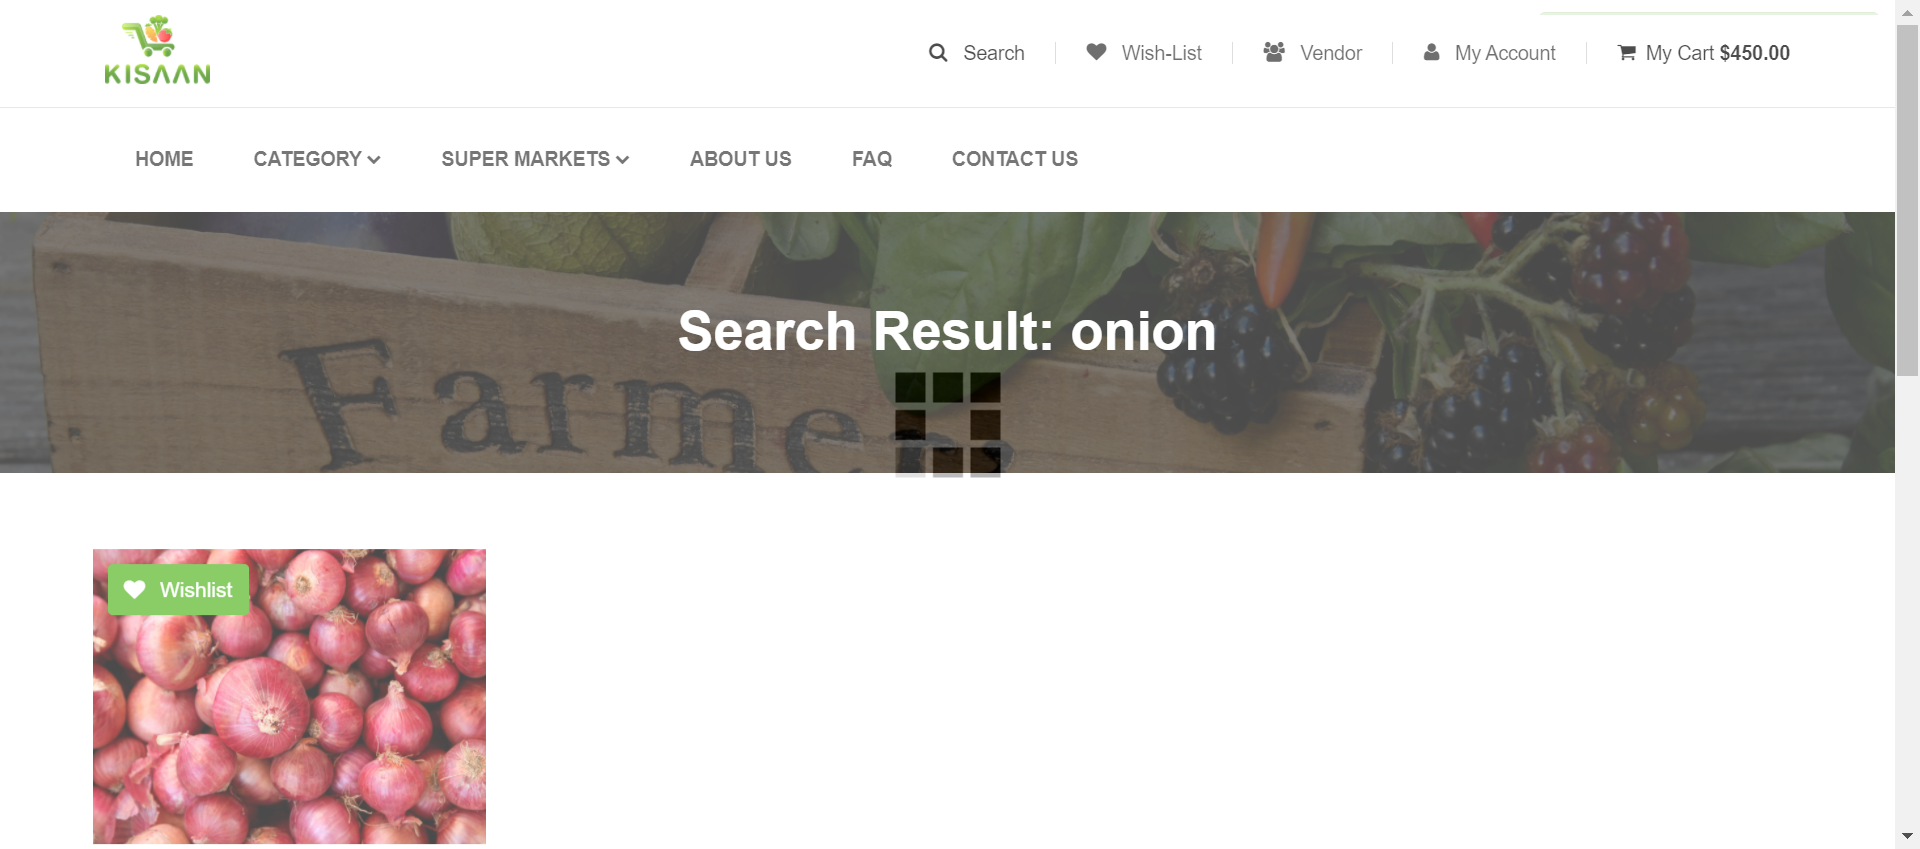 KISAAN
Search
Wish-List
Vendor
My Account
My Cart $450.00
HOME
CATEGORY
SUPER MARKETS
ABOUT US
FAQ
CONTACT US
Search Result: onion
Farmers
Wishlist